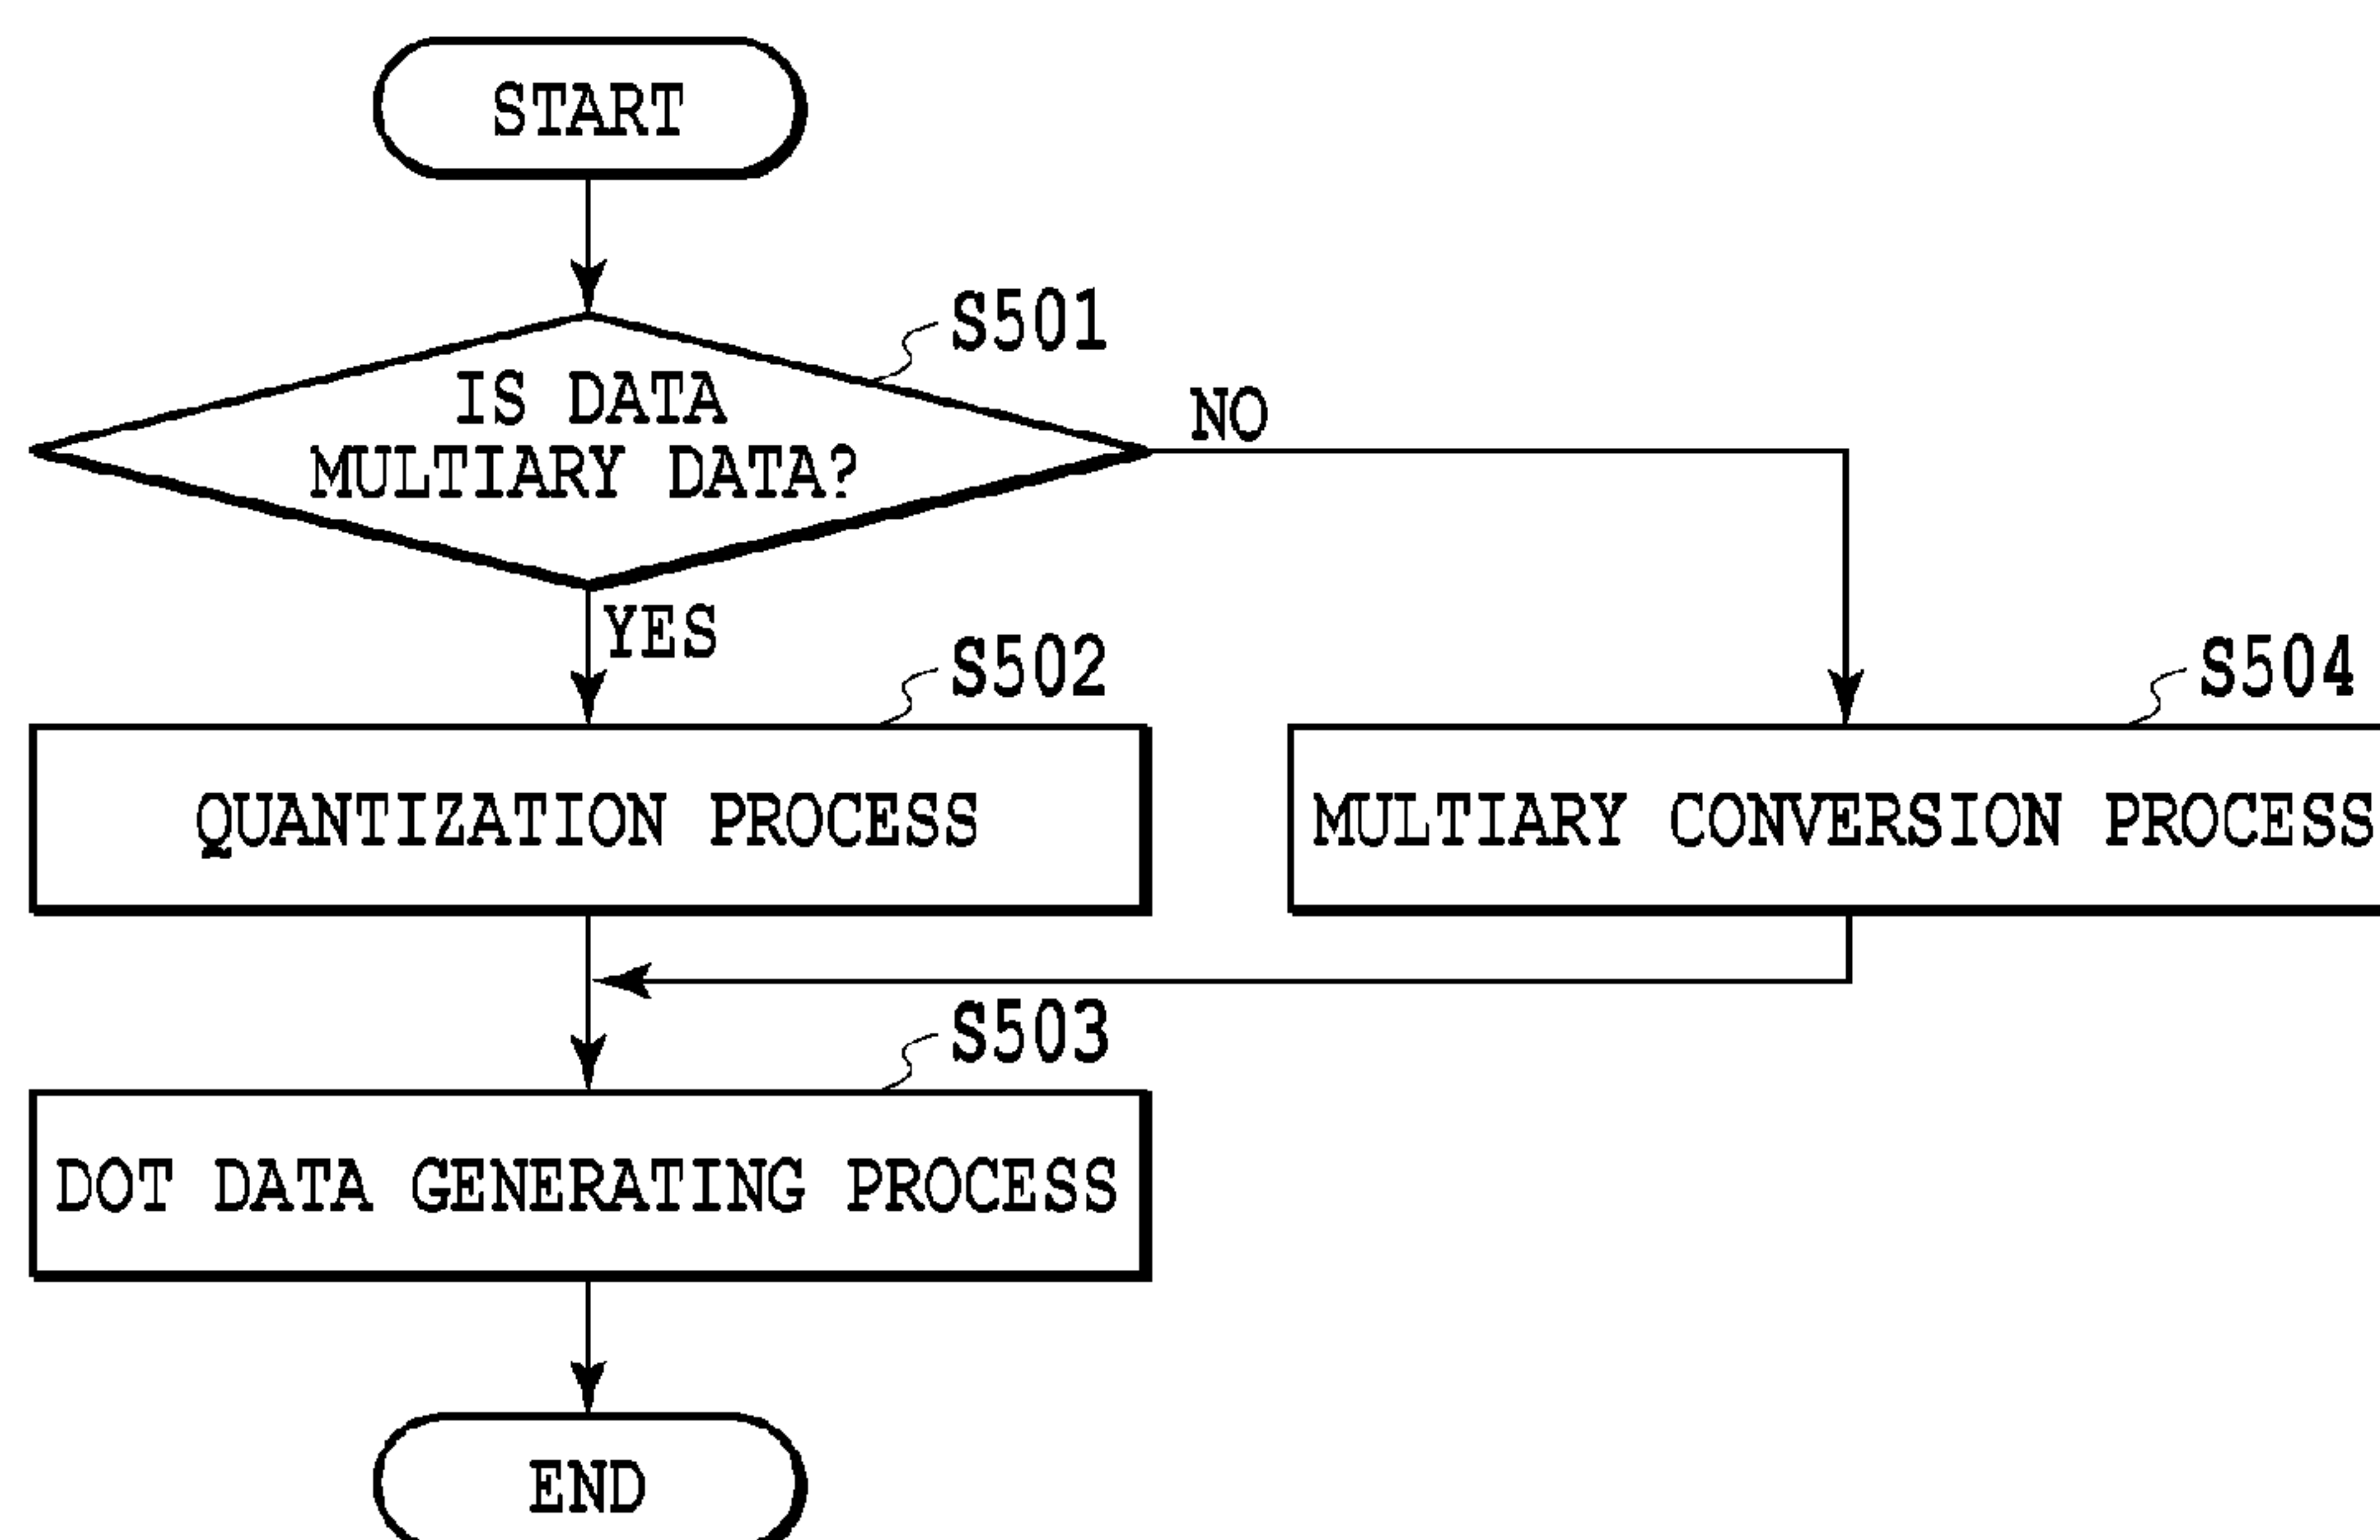 START
S501
IS DATA
MULTIARY DATA?
NO
YES
S502
S504
QUANTIZATION PROCESS
MULTIARY CONVERSION PROCESS
S503
DOT DATA GENERATING PROCESS
END